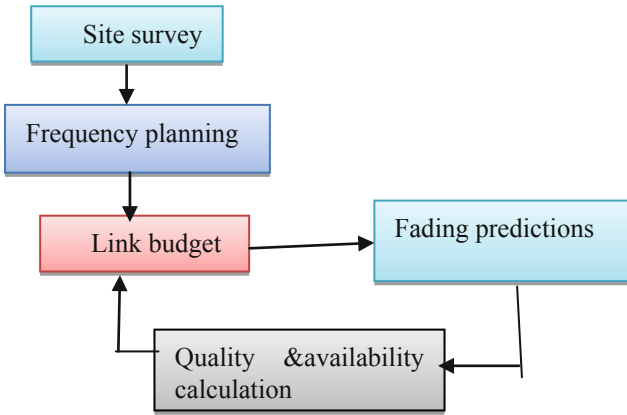 Site survey
Frequency planning
Link budget
Fading predictions
Quality &availability
calculation